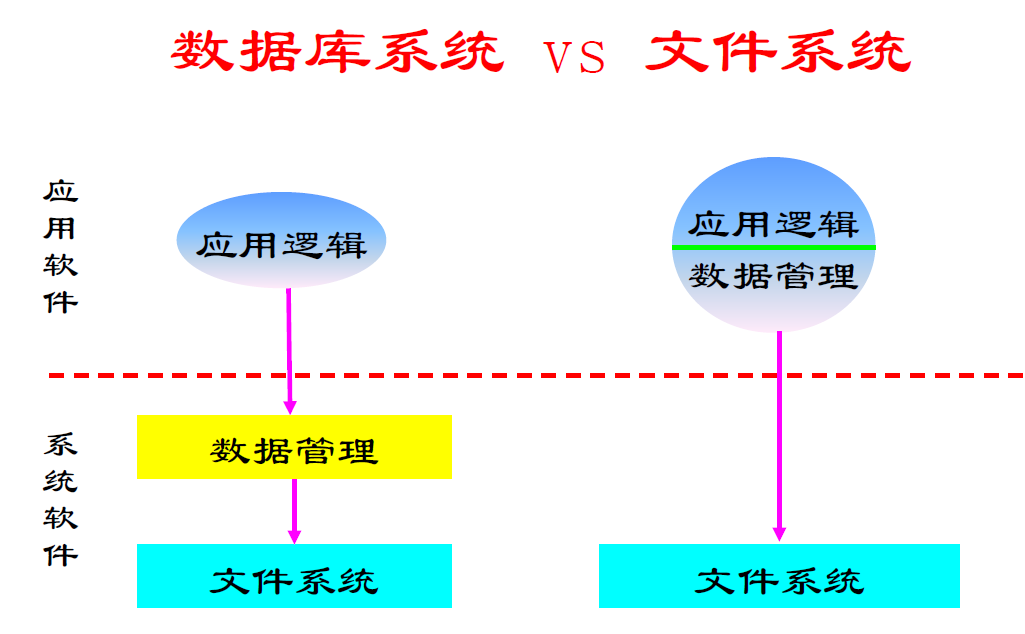 数据库系统 VS 文件系统
应用软件
应用逻辑
应用逻辑
数据管理
系统软件
数据管理
文件系统
文件系统